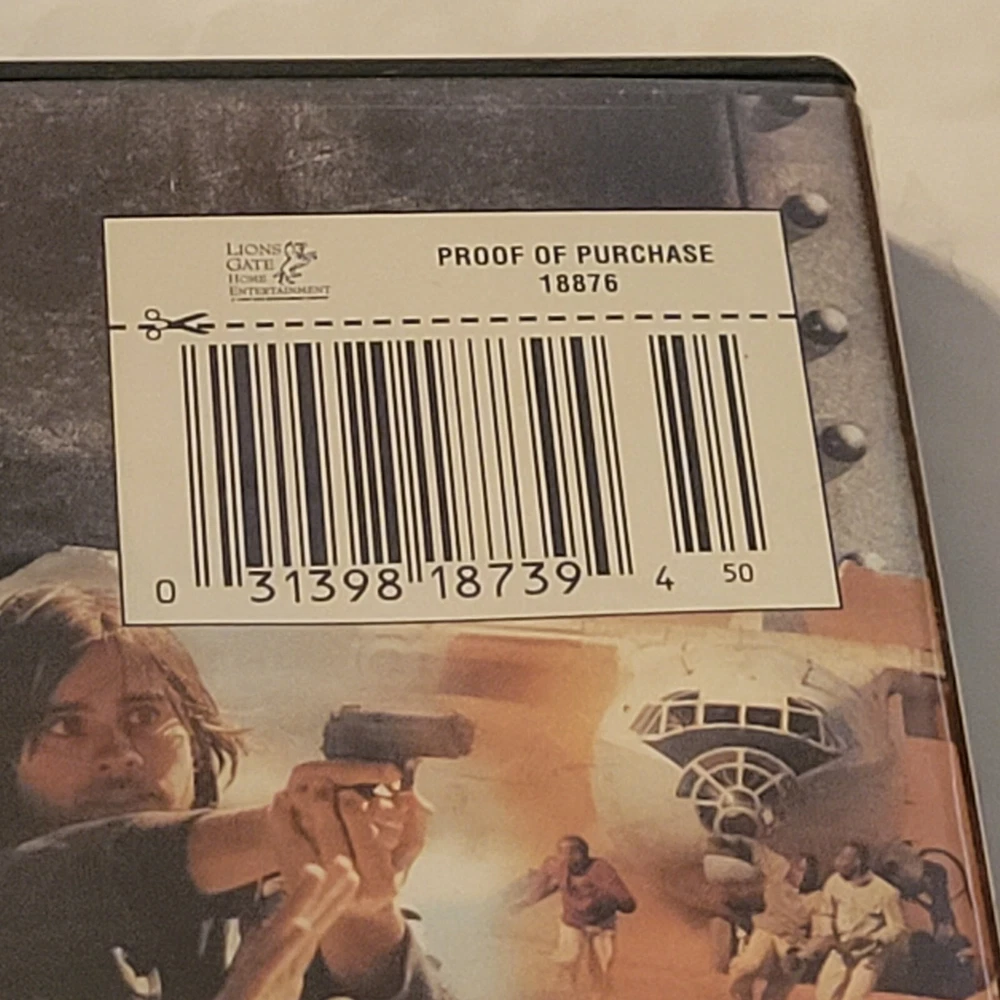 LIONS
GATE
HOME
ENTERTAINMENT
PROOF OF PURCHASE
18876
0 31398 18739 4 50